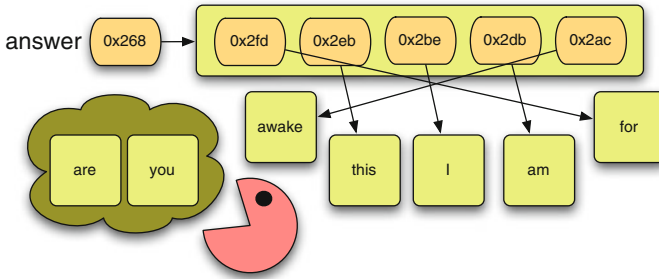 answer 0x268 0x2fd 0x2eb 0x2be 0x2db 0x2ac
awake for
are you this I am